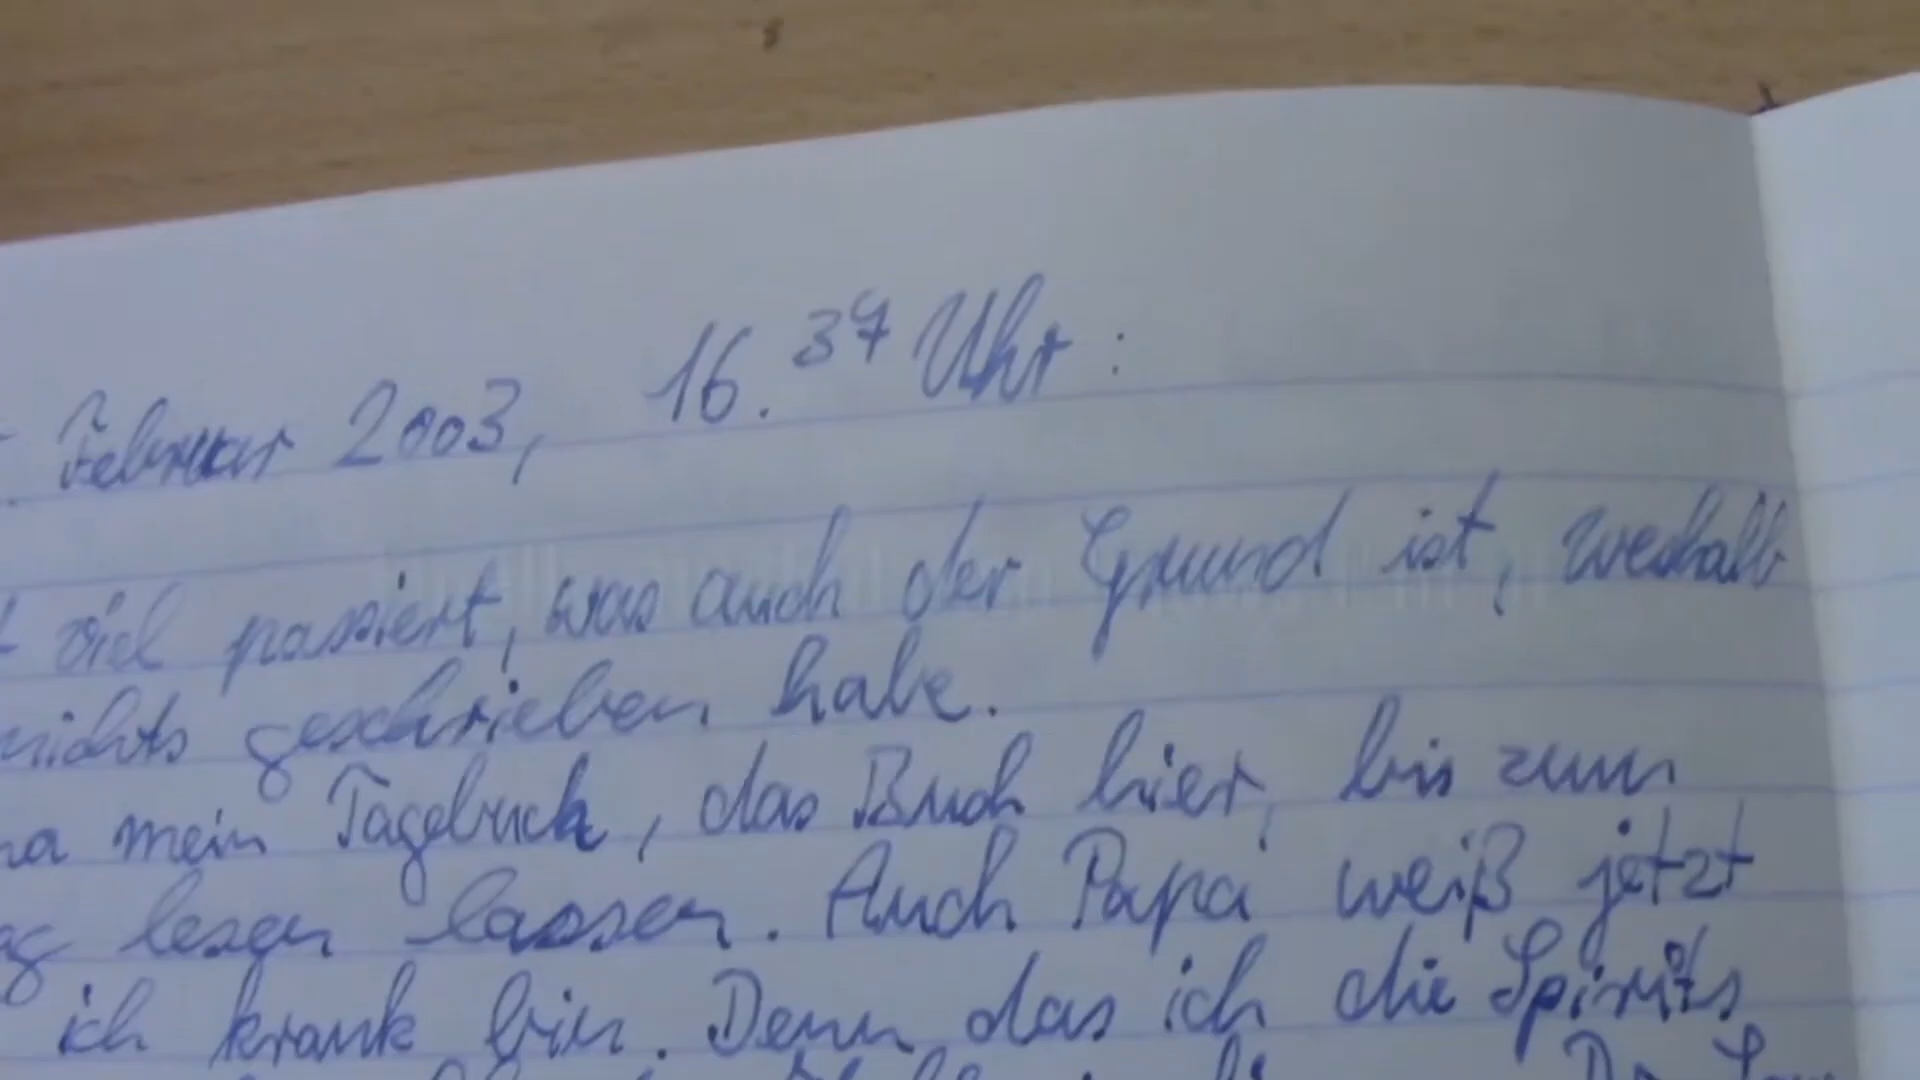 Februar 2003, 16.37 Uhr:
viel passiert, was auch der Grund ist, weshalb
nichts geschrieben habe.
mein Tagebuch, das Buch hier, bis zum
lesen lassen. Auch Papa weiß jetzt
ich krank bin. Denn das ich die Spirits